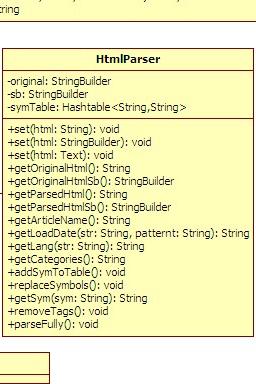 tring
HtmlParser
-original: StringBuilder
-sb: StringBuilder
-symTable: Hashtable<String,String>
+set(html: String): void
+set(html: StringBuilder): void
+set(html: Text): void
+getOriginalHtml(): String
+getOriginalHtmlSb(): StringBuilder
+getParsedHtml(): String
+getParsedHtmlSb(): StringBuilder
+getArticleName(): String
+getLoadDate(str: String, patternt: String): String
+getLang(str: String): String
+getCategories(): String
+addSymToTable(): void
+replaceSymbols(): void
+getSym(sym: String): String
+removeTags(): void
+parseFully(): void